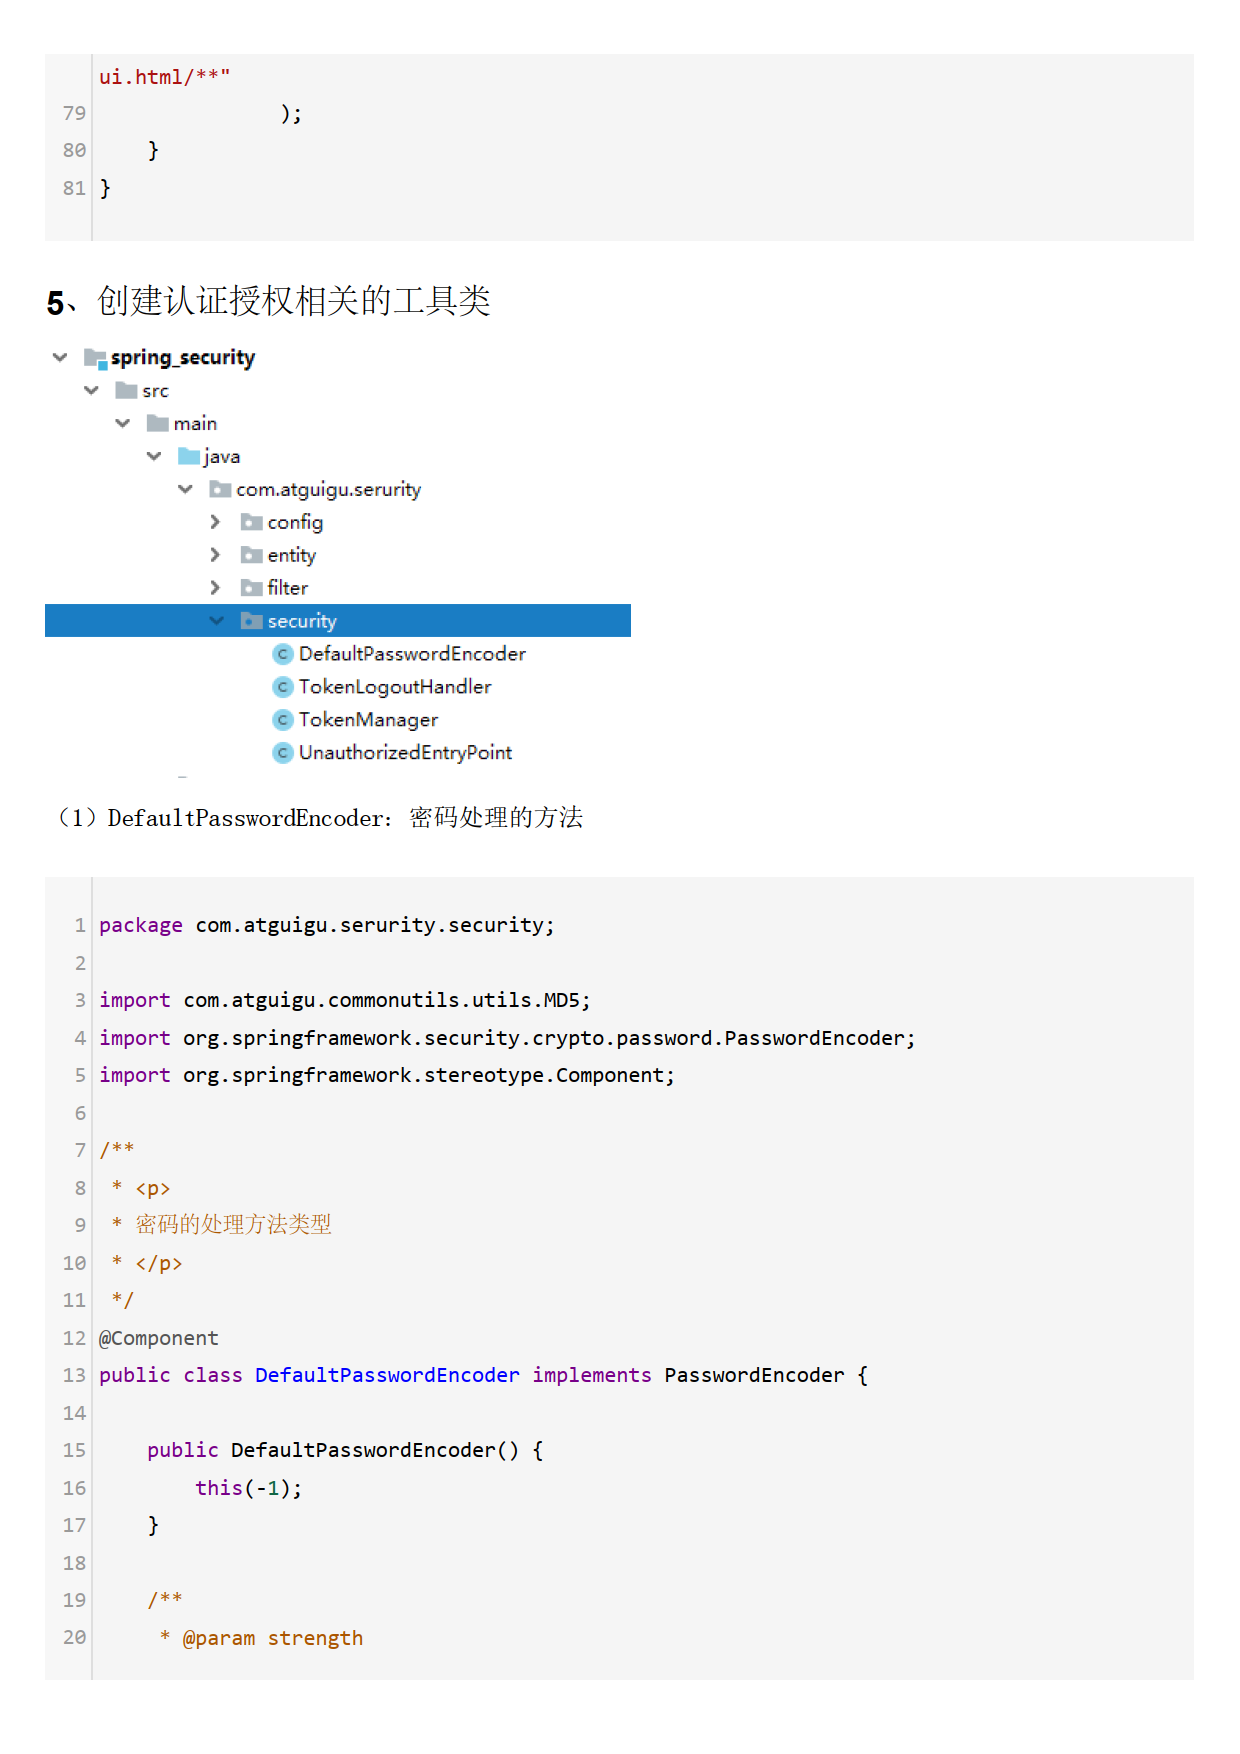 ui.html/**"
79 );
80 }
81 }
5、创建认证授权相关的工具类
spring_security
src
main
java
com.atguigu.serurity
config
entity
filter
security
DefaultPasswordEncoder
TokenLogoutHandler
TokenManager
UnauthorizedEntryPoint
（1）DefaultPasswordEncoder：密码处理的方法
1 package com.atguigu.serurity.security;
2
3 import com.atguigu.commonutils.utils.MD5;
4 import org.springframework.security.crypto.password.PasswordEncoder;
5 import org.springframework.stereotype.Component;
6
7 /**
8  * <p>
9  * 密码的处理方法类型
10  * </p>
11  */
12 @Component
13 public class DefaultPasswordEncoder implements PasswordEncoder {
14
15     public DefaultPasswordEncoder() {
16         this(-1);
17     }
18
19     /**
20      * @param strength